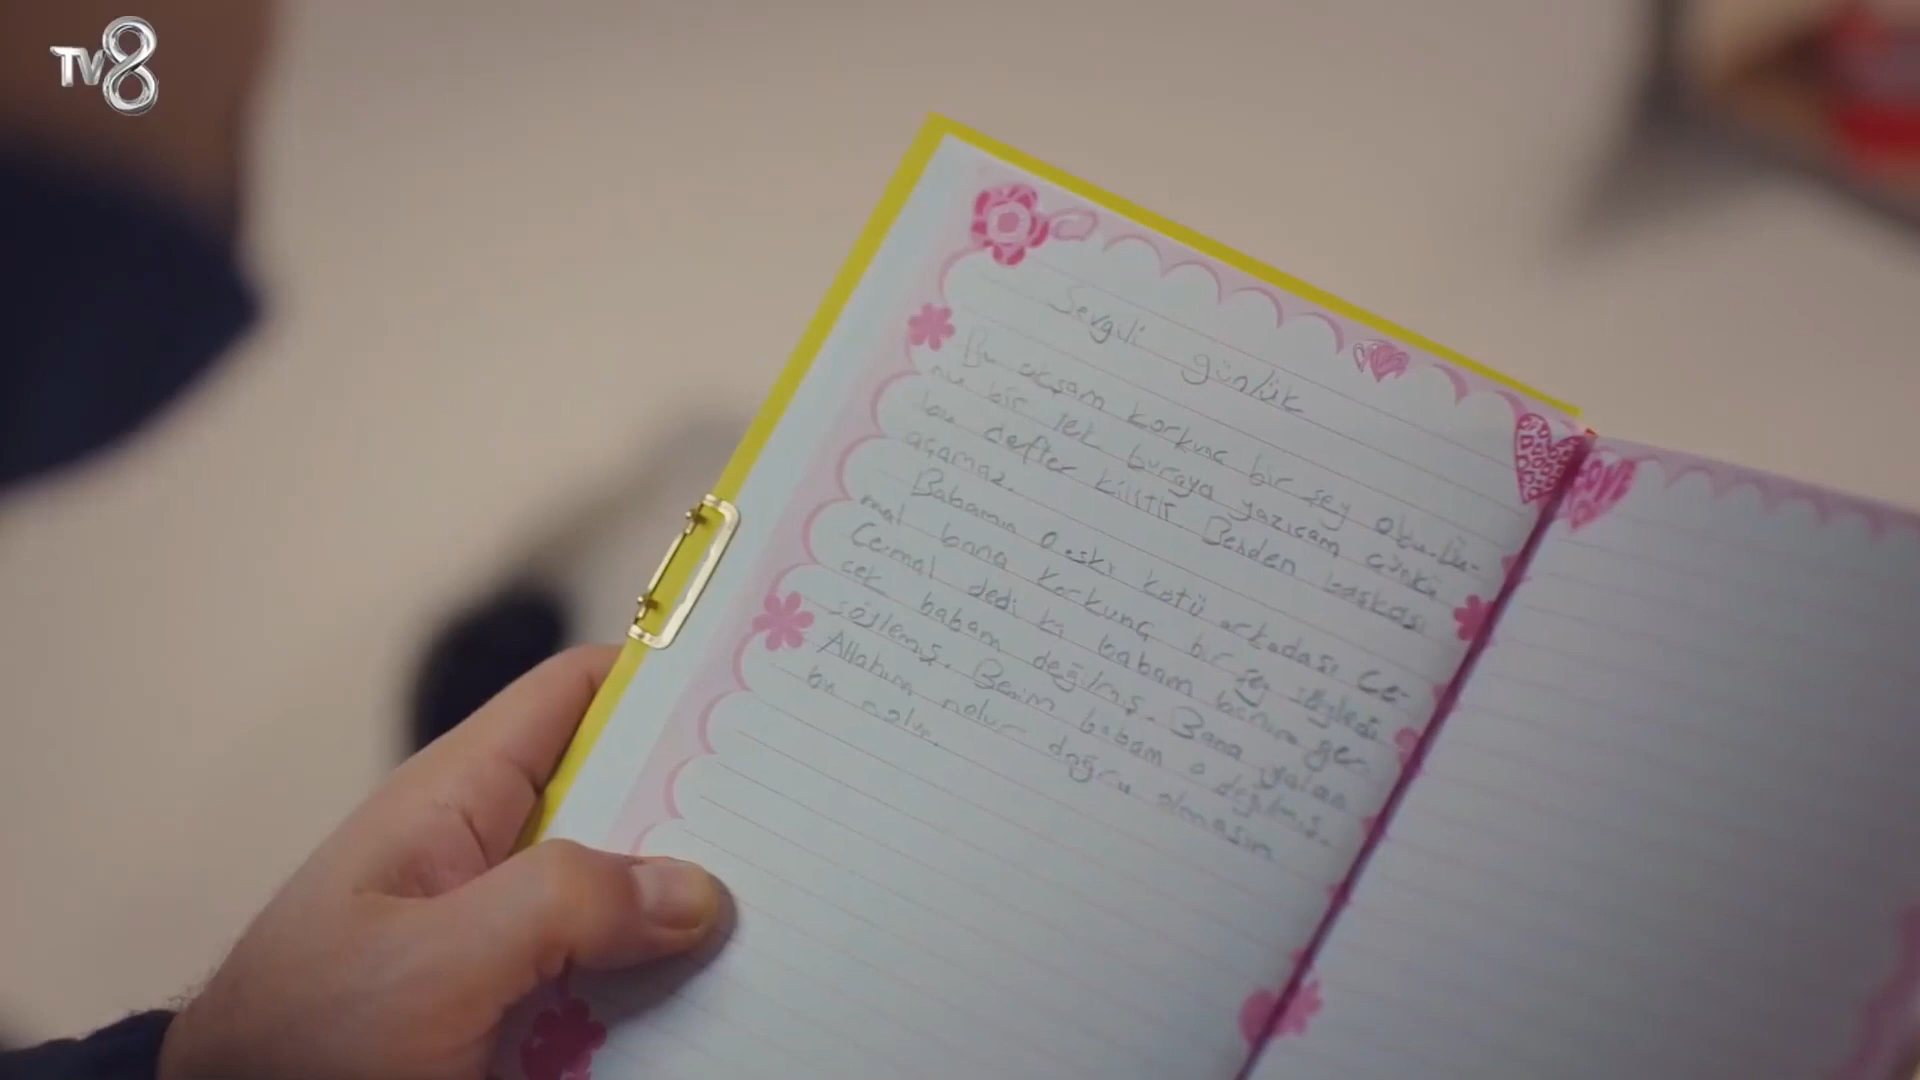 TV8
Sevgili günlük
Bu akşam korkunç bir şey oldu. Bu-
nu bir tek buraya yazıcam çünkü
bu defter kilitli. Benden başkası
açamaz.
Babamın o eski kötü arkadaşı Ce-
mal bana korkunç bir şey söyledi.
Cemal dedi ki babam benim ger
cek babam değilmiş. Bana yalan
söylemiş. Benim babam o değilmiş.
Allahım nolur doğru olmasın
bu nolur.